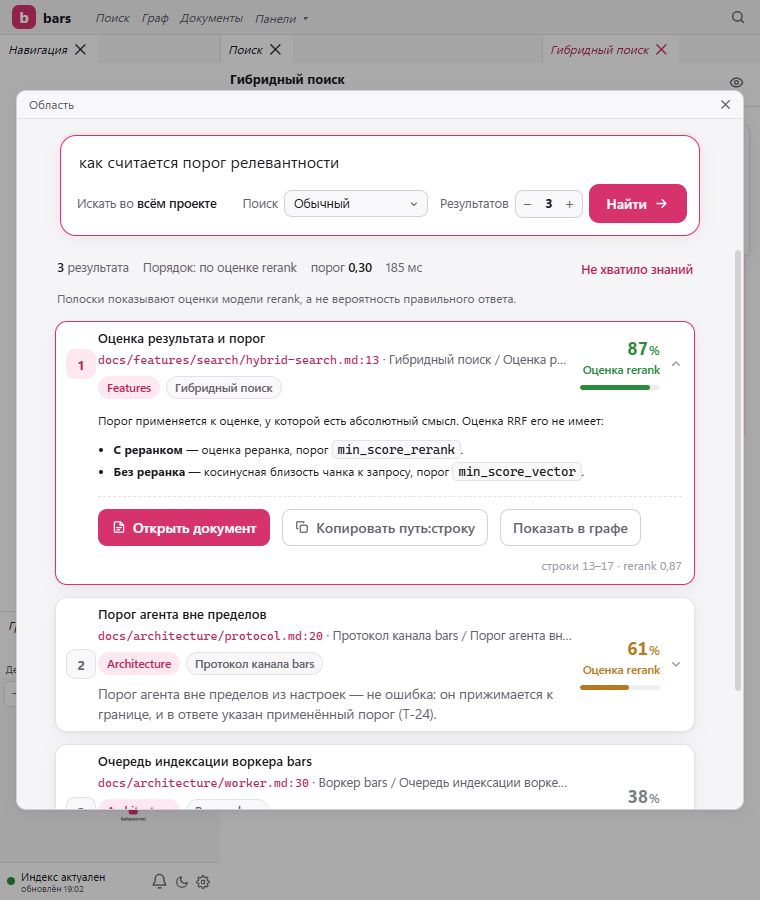 b bars Поиск Граф Документы Панели
Навигация Поиск Гибридный поиск
Гибридный поиск
Область
как считается порог релевантности
Искать во всём проекте Поиск Обычный Результатов − 3 + Найти →
3 результата Порядок: по оценке rerank порог 0,30 185 мс Не хватило знаний
Полоски показывают оценки модели rerank, а не вероятность правильного ответа.
1
Оценка результата и порог
docs/features/search/hybrid-search.md:13 · Гибридный поиск / Оценка р…
Features Гибридный поиск
87%
Оценка rerank
Порог применяется к оценке, у которой есть абсолютный смысл. Оценка RRF его не имеет:
• С реранком — оценка реранка, порог min_score_rerank.
• Без реранка — косинусная близость чанка к запросу, порог min_score_vector.
Открыть документ Копировать путь:строку Показать в графе
строки 13–17 · rerank 0,87
2
Порог агента вне пределов
docs/architecture/protocol.md:20 · Протокол канала bars / Порог агента вн…
Architecture Протокол канала bars
61%
Оценка rerank
Порог агента вне пределов из настроек — не ошибка: он прижимается к
границе, и в ответе указан применённый порог (T-24).
Очередь индексации воркера bars
docs/architecture/worker.md:30 · Воркер bars / Очередь индексации ворке…
38%
Индекс актуален
обновлён 19:02